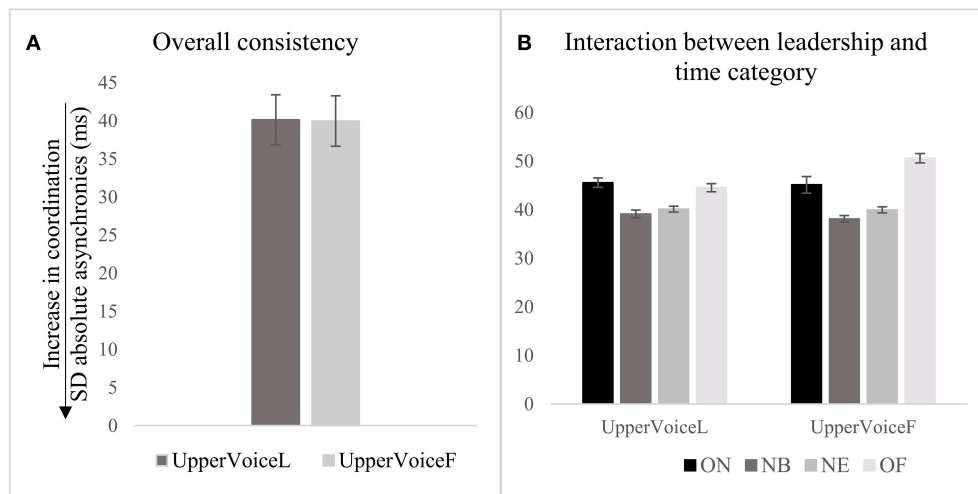 A
Overall consistency
Increase in coordination
SD absolute asynchronies (ms)
45
40
35
30
25
20
15
10
5
0
UpperVoiceL UpperVoiceF
B
Interaction between leadership and
time category
60
50
40
30
20
10
0
UpperVoiceL UpperVoiceF
ON NB NE OF